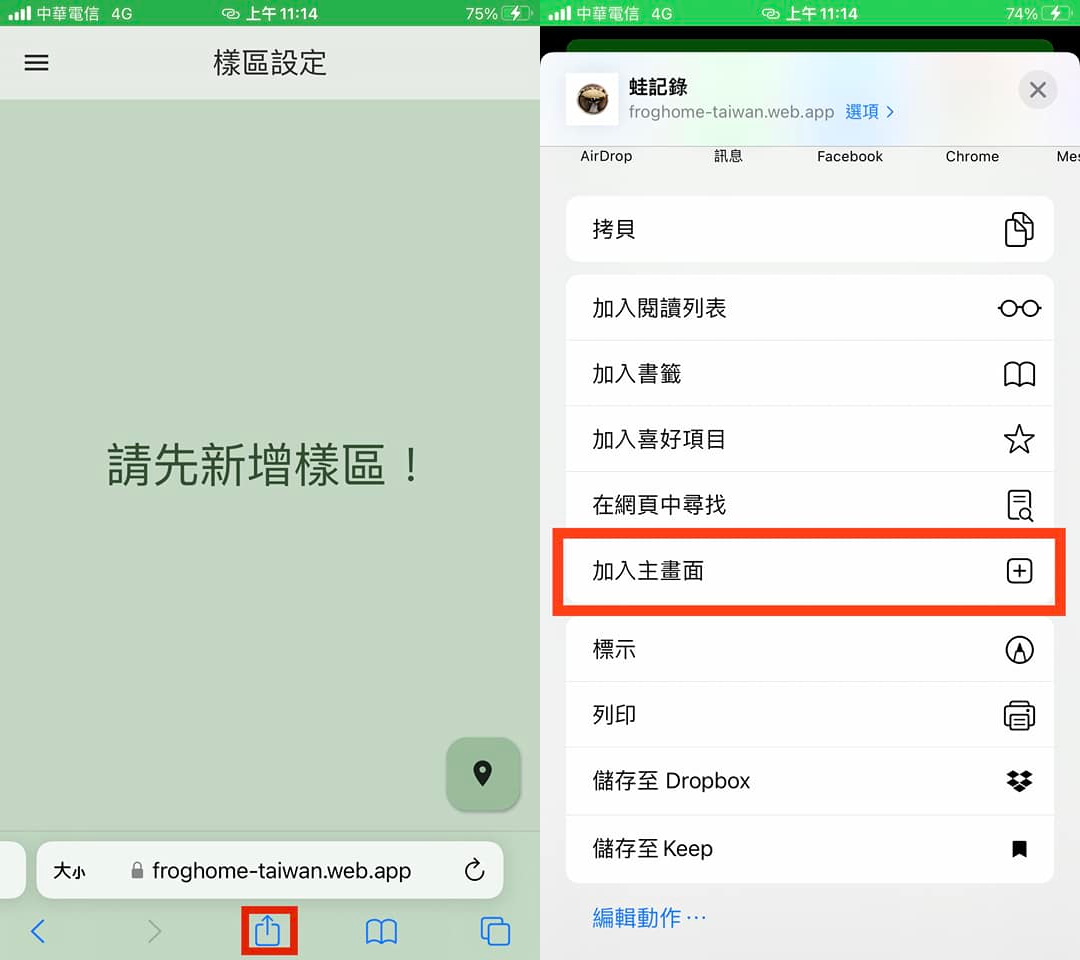 中華電信 4G 上午 11:14 75%
樣區設定
請先新增樣區！
大小 froghome-taiwan.web.app
中華電信 4G 上午 11:14 74%
蛙記錄
froghome-taiwan.web.app 選項
AirDrop 訊息 Facebook Chrome Mes
拷貝
加入閱讀列表
加入書籤
加入喜好項目
在網頁中尋找
加入主畫面
標示
列印
儲存至 Dropbox
儲存至 Keep
編輯動作⋯